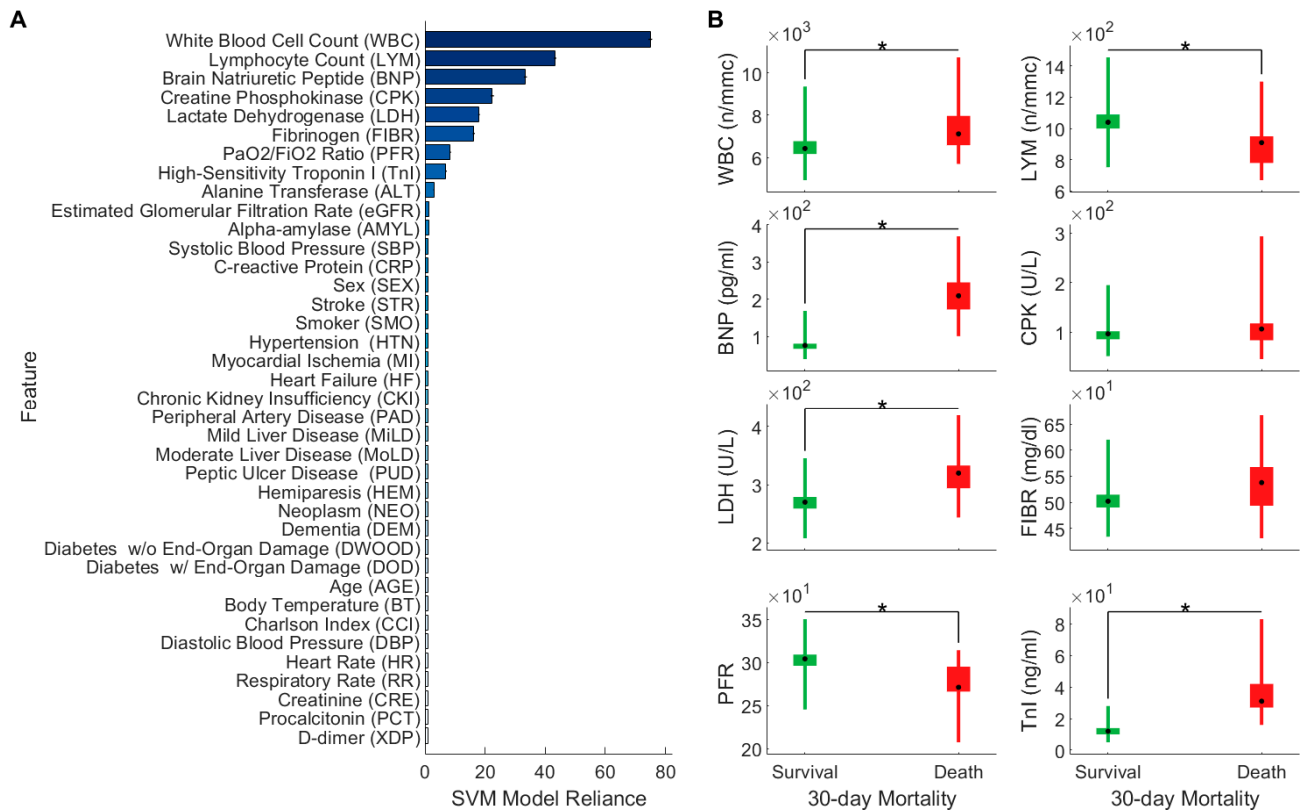 A
White Blood Cell Count (WBC)
Lymphocyte Count (LYM)
Brain Natriuretic Peptide (BNP)
Creatine Phosphokinase (CPK)
Lactate Dehydrogenase (LDH)
Fibrinogen (FIBR)
PaO2/FiO2 Ratio (PFR)
High-Sensitivity Troponin I (TnI)
Alanine Transferase (ALT)
Estimated Glomerular Filtration Rate (eGFR)
Alpha-amylase (AMYL)
Systolic Blood Pressure (SBP)
C-reactive Protein (CRP)
Sex (SEX)
Stroke (STR)
Smoker (SMO)
Hypertension (HTN)
Myocardial Ischemia (MI)
Heart Failure (HF)
Chronic Kidney Insufficiency (CKI)
Peripheral Artery Disease (PAD)
Mild Liver Disease (MiLD)
Moderate Liver Disease (MoLD)
Peptic Ulcer Disease (PUD)
Hemiparesis (HEM)
Neoplasm (NEO)
Dementia (DEM)
Diabetes w/o End-Organ Damage (DWOOD)
Diabetes w/ End-Organ Damage (DOD)
Age (AGE)
Body Temperature (BT)
Charlson Index (CCI)
Diastolic Blood Pressure (DBP)
Heart Rate (HR)
Respiratory Rate (RR)
Creatinine (CRE)
Procalcitonin (PCT)
D-dimer (XDP)
Feature
0 20 40 60 80
SVM Model Reliance
B
×10³
WBC (n/mmc)
10
8
6
*
×10²
LYM (n/mmc)
14
12
10
8
6
*
×10²
BNP (pg/ml)
4
3
2
1
*
×10²
CPK (U/L)
3
2
1
×10²
LDH (U/L)
4
3
2
*
×10¹
FIBR (mg/dl)
65
60
55
50
45
×10¹
PFR
35
30
25
20
*
Survival Death
30-day Mortality
×10¹
TnI (ng/ml)
8
6
4
2
0
*
Survival Death
30-day Mortality